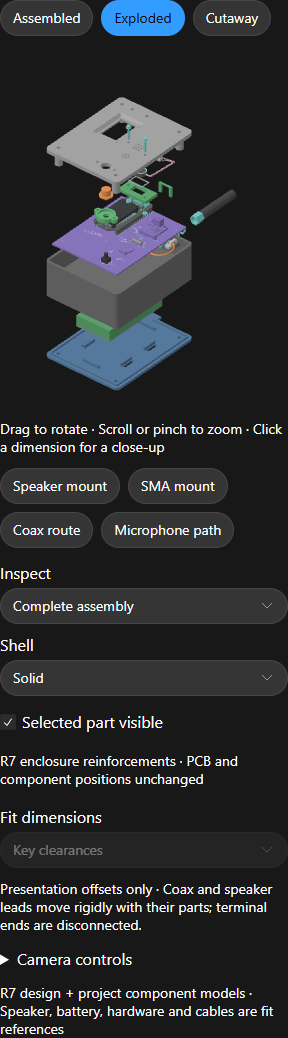 Assembled Exploded Cutaway
Drag to rotate · Scroll or pinch to zoom · Click
a dimension for a close-up
Speaker mount SMA mount
Coax route Microphone path
Inspect
Complete assembly
Shell
Solid
Selected part visible
R7 enclosure reinforcements · PCB and
component positions unchanged
Fit dimensions
Key clearances
Presentation offsets only · Coax and speaker
leads move rigidly with their parts; terminal
ends are disconnected.
Camera controls
R7 design + project component models ·
Speaker, battery, hardware and cables are fit
references